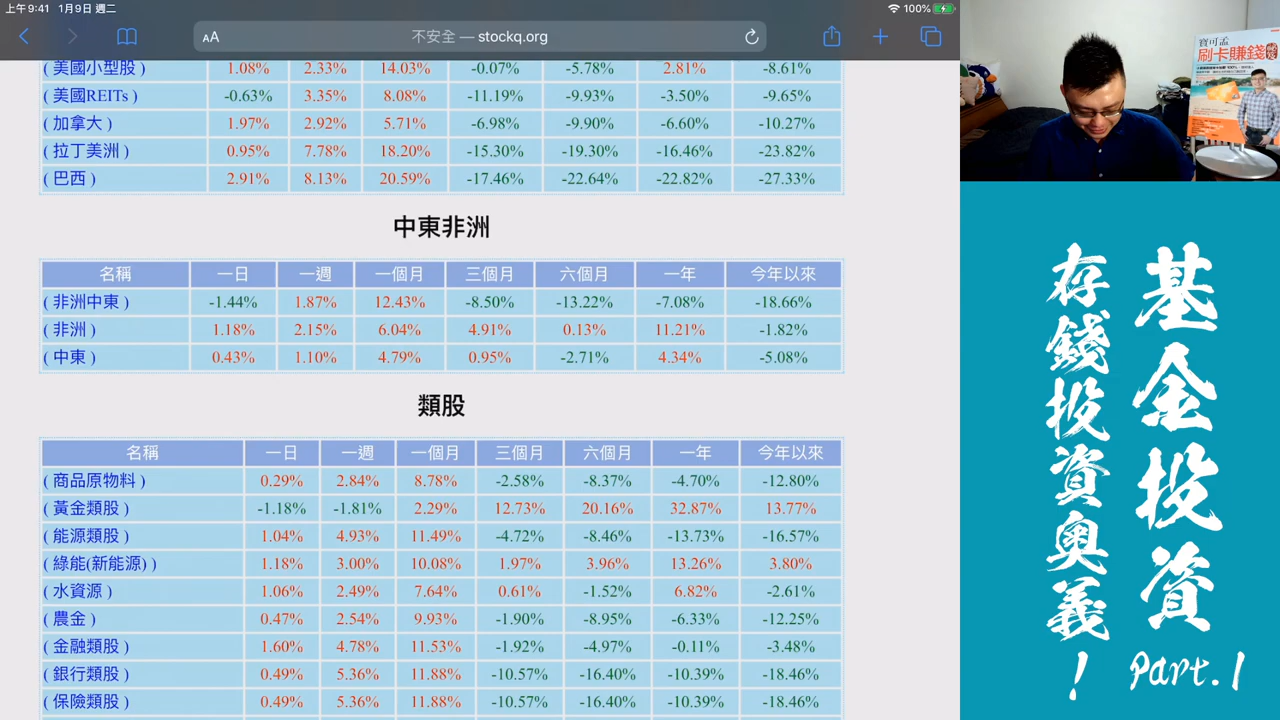 上午9:41 1月9日 週二
100%
AA
不安全 — stockq.org
( 美國小型股 ) 1.08% 2.33% 14.03% -0.07% -5.78% 2.81% -8.61%
( 美國REITs ) -0.63% 3.35% 8.08% -11.19% -9.93% -3.50% -9.65%
( 加拿大 ) 1.97% 2.92% 5.71% -6.98% -9.90% -6.60% -10.27%
( 拉丁美洲 ) 0.95% 7.78% 18.20% -15.30% -19.30% -16.46% -23.82%
( 巴西 ) 2.91% 8.13% 20.59% -17.46% -22.64% -22.82% -27.33%
中東非洲
名稱 一日 一週 一個月 三個月 六個月 一年 今年以來
( 非洲中東 ) -1.44% 1.87% 12.43% -8.50% -13.22% -7.08% -18.66%
( 非洲 ) 1.18% 2.15% 6.04% 4.91% 0.13% 11.21% -1.82%
( 中東 ) 0.43% 1.10% 4.79% 0.95% -2.71% 4.34% -5.08%
類股
名稱 一日 一週 一個月 三個月 六個月 一年 今年以來
( 商品原物料 ) 0.29% 2.84% 8.78% -2.58% -8.37% -4.70% -12.80%
( 黃金類股 ) -1.18% -1.81% 2.29% 12.73% 20.16% 32.87% 13.77%
( 能源類股 ) 1.04% 4.93% 11.49% -4.72% -8.46% -13.73% -16.57%
( 綠能(新能源) ) 1.18% 3.00% 10.08% 1.97% 3.96% 13.26% 3.80%
( 水資源 ) 1.06% 2.49% 7.64% 0.61% -1.52% 6.82% -2.61%
( 農金 ) 0.47% 2.54% 9.93% -1.90% -8.95% -6.33% -12.25%
( 金融類股 ) 1.60% 4.78% 11.53% -1.92% -4.97% -0.11% -3.48%
( 銀行類股 ) 0.49% 5.36% 11.88% -10.57% -16.40% -10.39% -18.46%
( 保險類股 ) 0.49% 5.36% 11.88% -10.57% -16.40% -10.39% -18.46%
寶可孟
刷卡賺錢
基金投資 Part.1
存錢投資奧義！